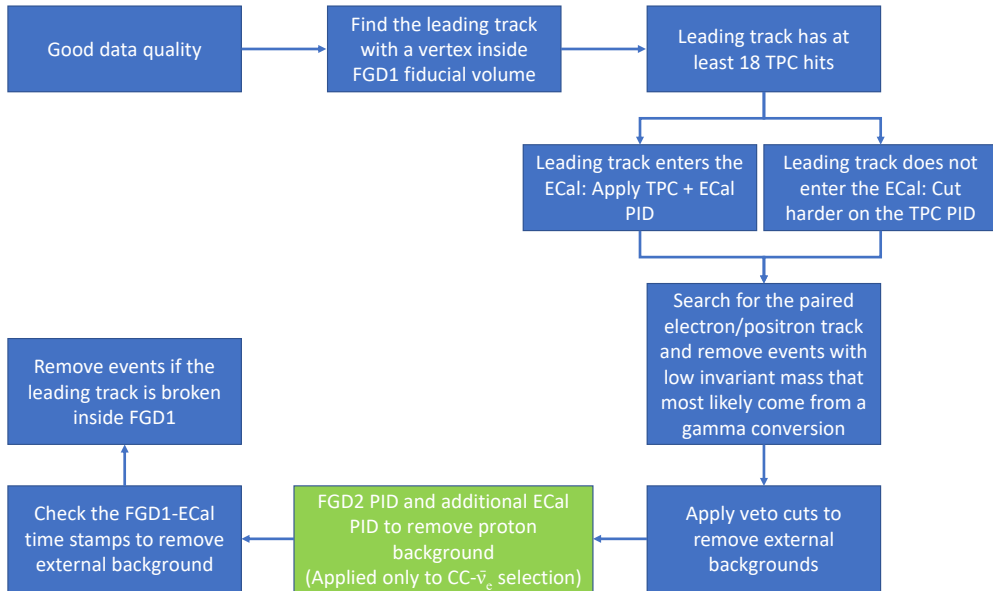 Good data quality
Find the leading track
with a vertex inside
FGD1 fiducial volume
Leading track has at
least 18 TPC hits
Leading track enters the
ECal: Apply TPC + ECal
PID
Leading track does not
enter the ECal: Cut
harder on the TPC PID
Search for the paired
electron/positron track
and remove events with
low invariant mass that
most likely come from a
gamma conversion
Apply veto cuts to
remove external
backgrounds
FGD2 PID and additional ECal
PID to remove proton
background
(Applied only to CC-ν̄ₑ selection)
Check the FGD1-ECal
time stamps to remove
external background
Remove events if the
leading track is broken
inside FGD1